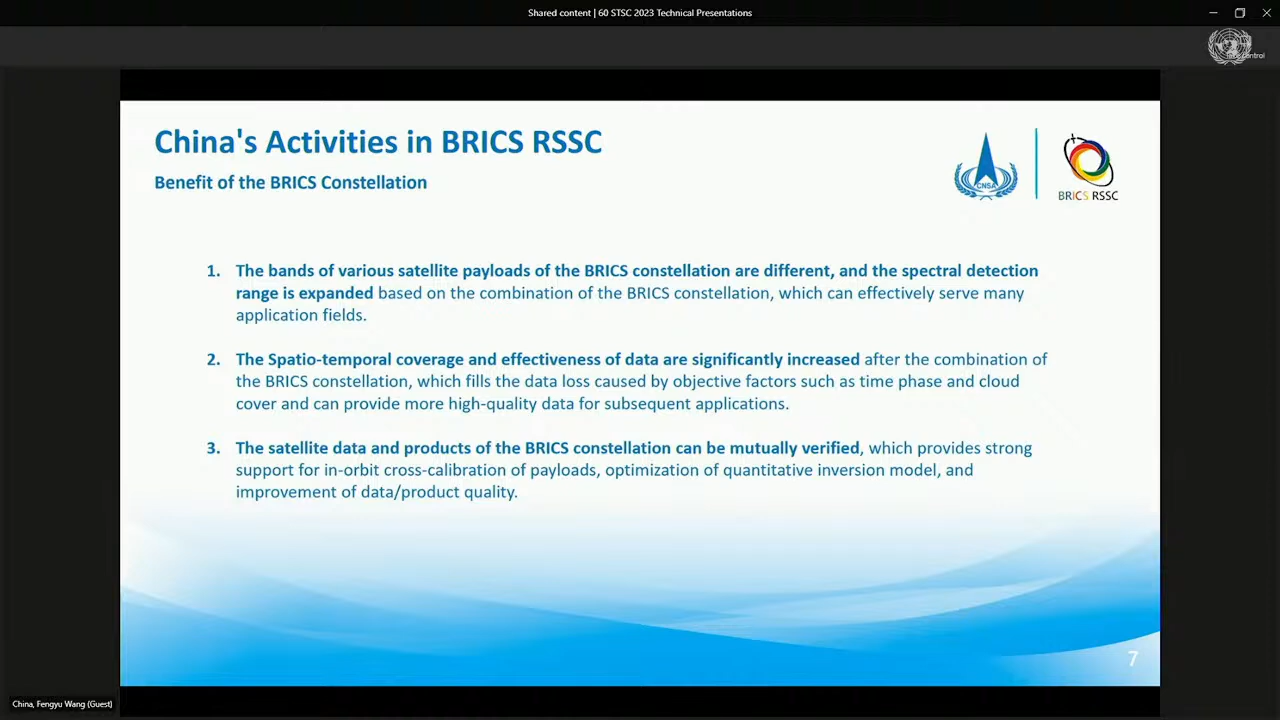 Shared content | 60 STSC 2023 Technical Presentations
China's Activities in BRICS RSSC
Benefit of the BRICS Constellation
CNSA
BRICS RSSC
1. The bands of various satellite payloads of the BRICS constellation are different, and the spectral detection
range is expanded based on the combination of the BRICS constellation, which can effectively serve many
application fields.
2. The Spatio-temporal coverage and effectiveness of data are significantly increased after the combination of
the BRICS constellation, which fills the data loss caused by objective factors such as time phase and cloud
cover and can provide more high-quality data for subsequent applications.
3. The satellite data and products of the BRICS constellation can be mutually verified, which provides strong
support for in-orbit cross-calibration of payloads, optimization of quantitative inversion model, and
improvement of data/product quality.
7
China, Fengyu Wang (Guest)